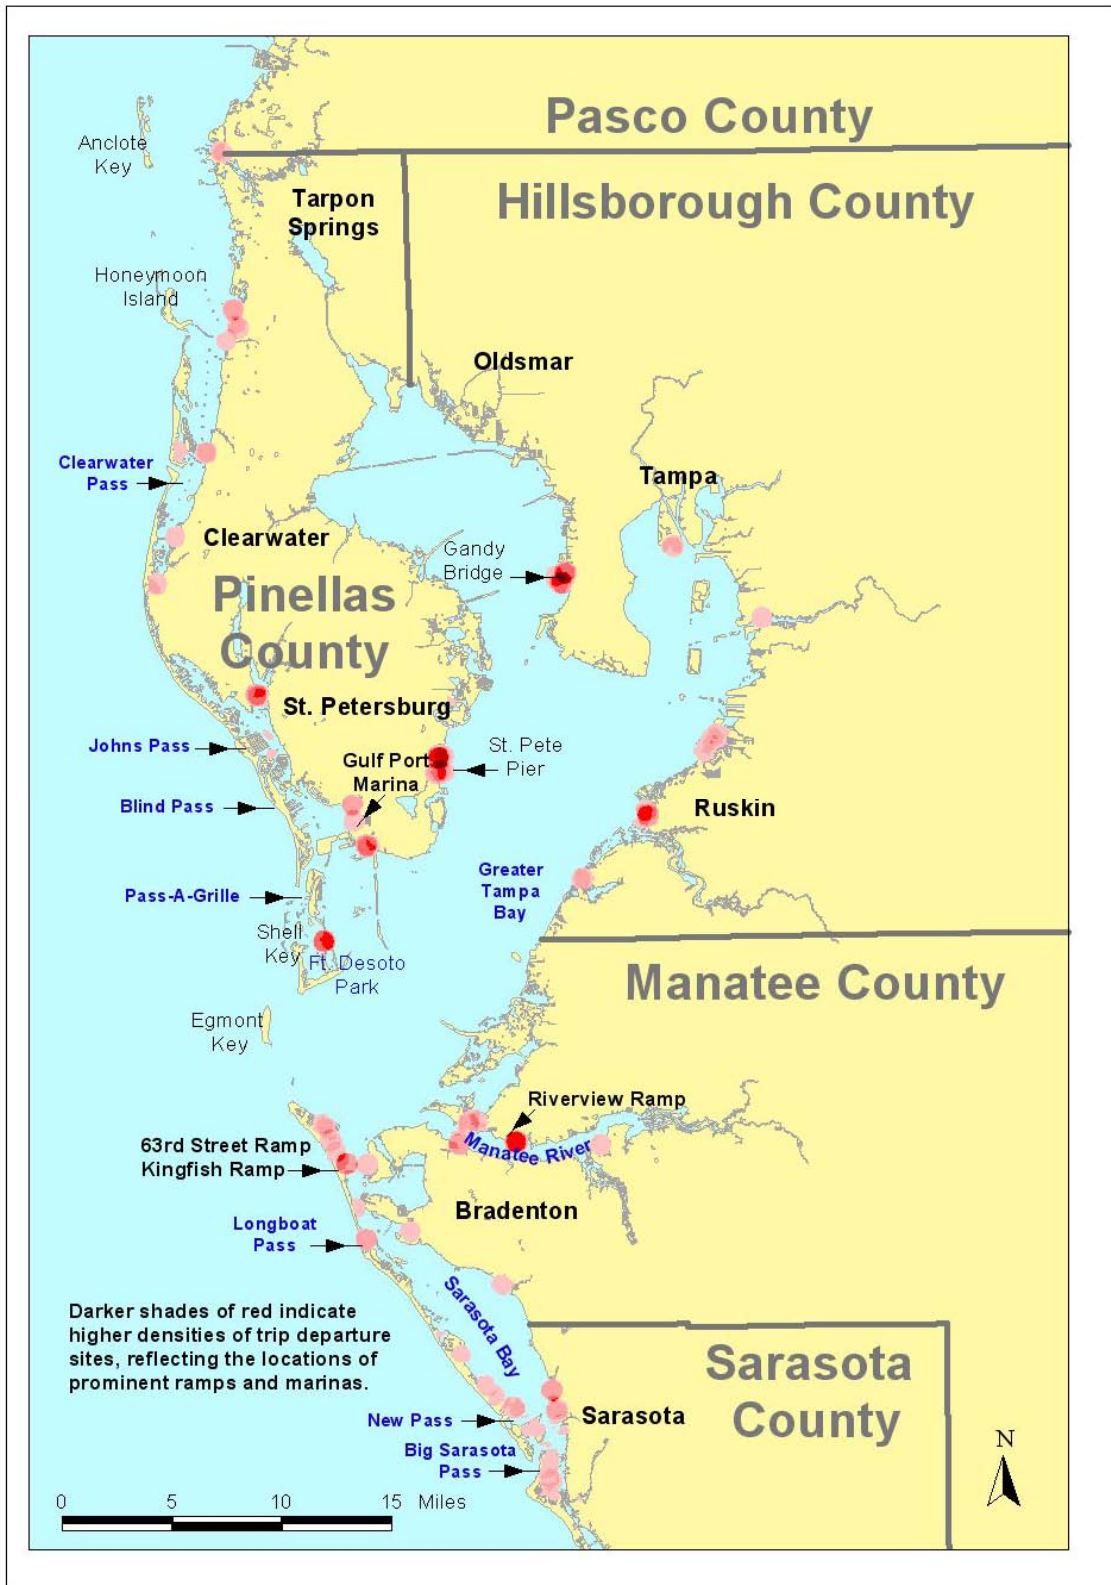 Pasco County
Anclote
Key
Hillsborough County
Tarpon
Springs
Honeymoon
Island
Oldsmar
Clearwater
Pass
Tampa
Clearwater
Gandy
Bridge
Pinellas
County
St. Petersburg
Johns Pass
St. Pete
Pier
Gulf Port
Marina
Blind Pass
Ruskin
Greater
Tampa
Bay
Pass-A-Grille
Shell
Key
Ft. Desoto
Park
Manatee County
Egmont
Key
Riverview Ramp
63rd Street Ramp
Kingfish Ramp
Manatee River
Bradenton
Longboat
Pass
Sarasota Bay
Darker shades of red indicate
higher densities of trip departure
sites, reflecting the locations of
prominent ramps and marinas.
Sarasota
County
New Pass
Sarasota
Big Sarasota
Pass
N
0 5 10 15 Miles